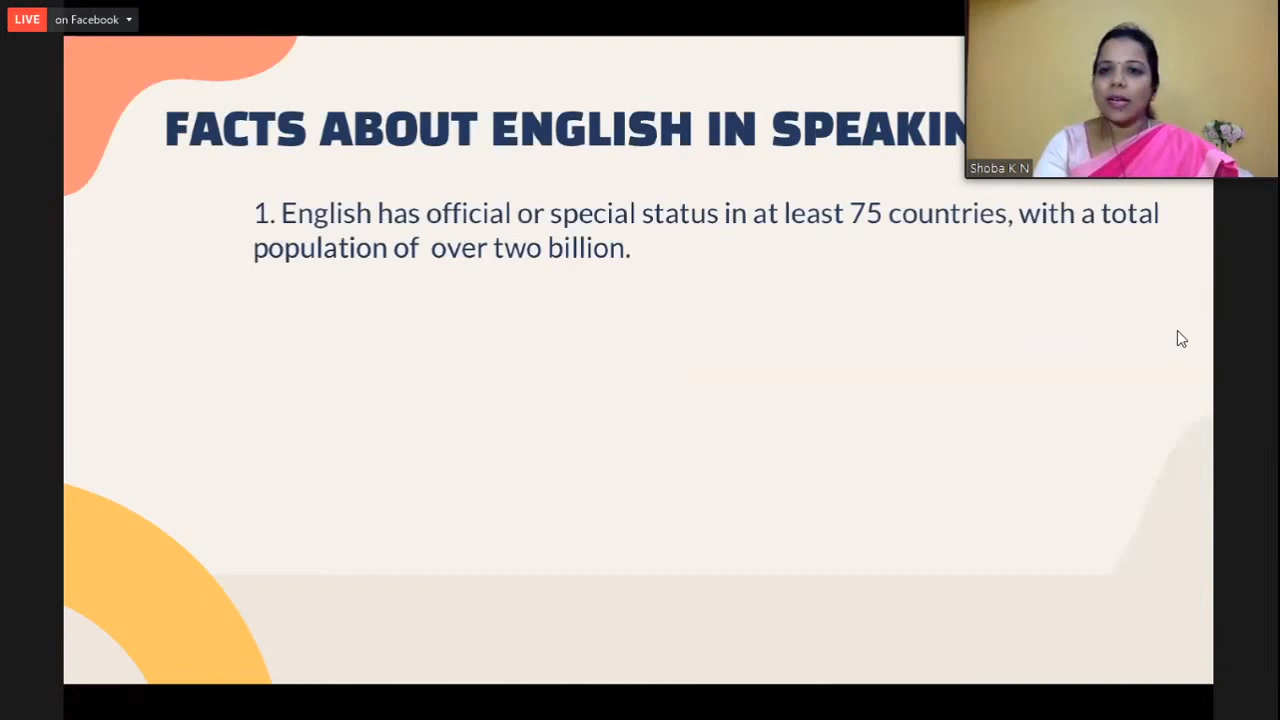 LIVE on Facebook
FACTS ABOUT ENGLISH IN
Shoba K N
1. English has official or special status in at least 75 countries, with a total
population of over two billion.